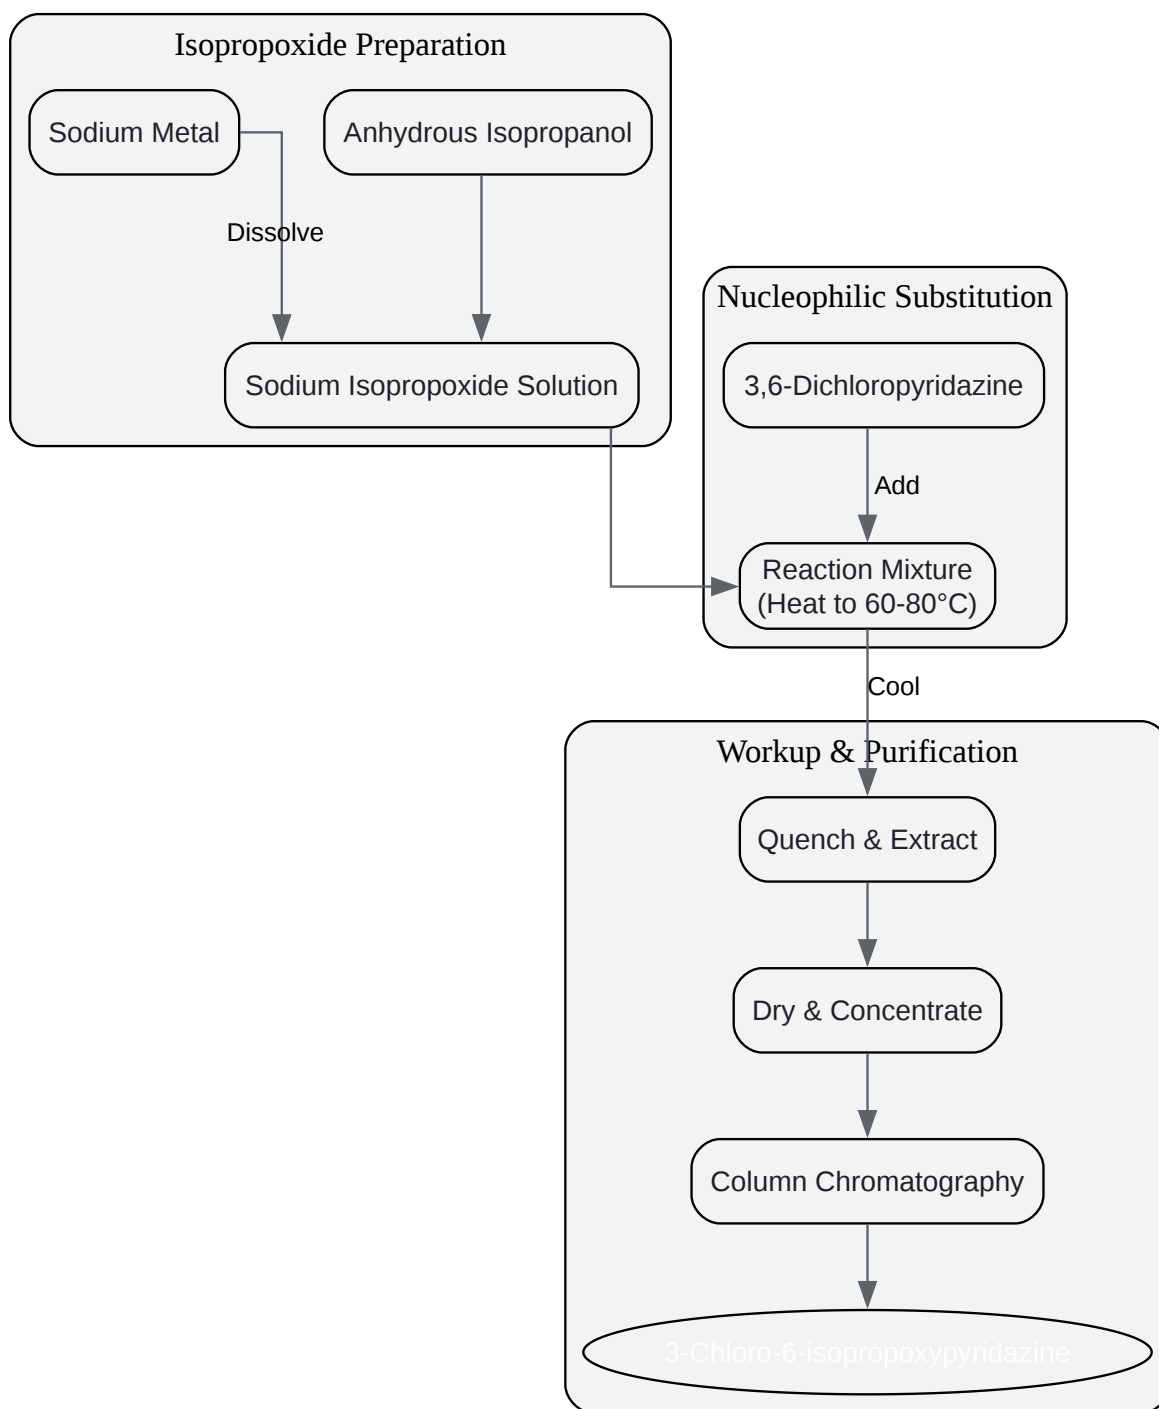 Isopropoxide Preparation
Sodium Metal
Anhydrous Isopropanol
Dissolve
Nucleophilic Substitution
Sodium Isopropoxide Solution
3,6-Dichloropyridazine
Add
Reaction Mixture
(Heat to 60-80°C)
Cool
Workup & Purification
Quench & Extract
Dry & Concentrate
Column Chromatography
3-Chloro-6-isopropoxypyridazine